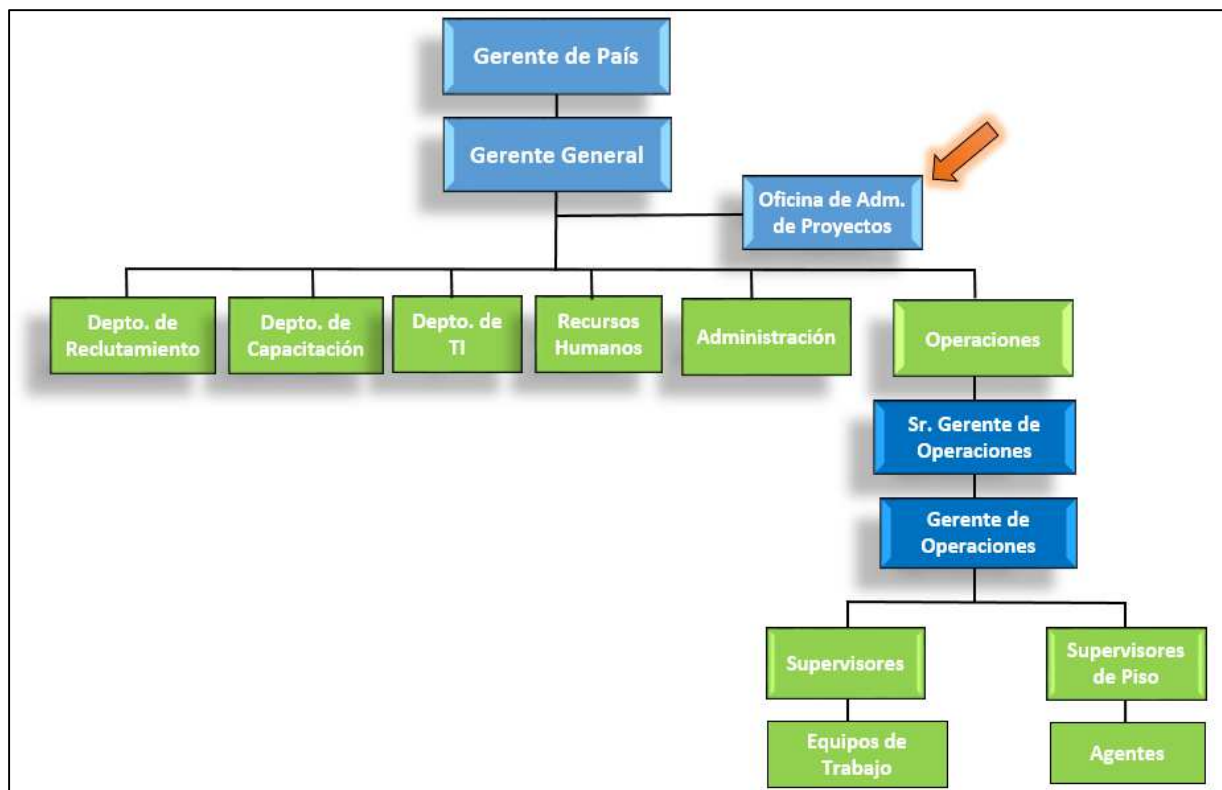 Gerente de País
Gerente General
Oficina de Adm.
de Proyectos
Depto. de
Reclutamiento
Depto. de
Capacitación
Depto. de
TI
Recursos
Humanos
Administración
Operaciones
Sr. Gerente de
Operaciones
Gerente de
Operaciones
Supervisores
Supervisores
de Piso
Equipos de
Trabajo
Agentes